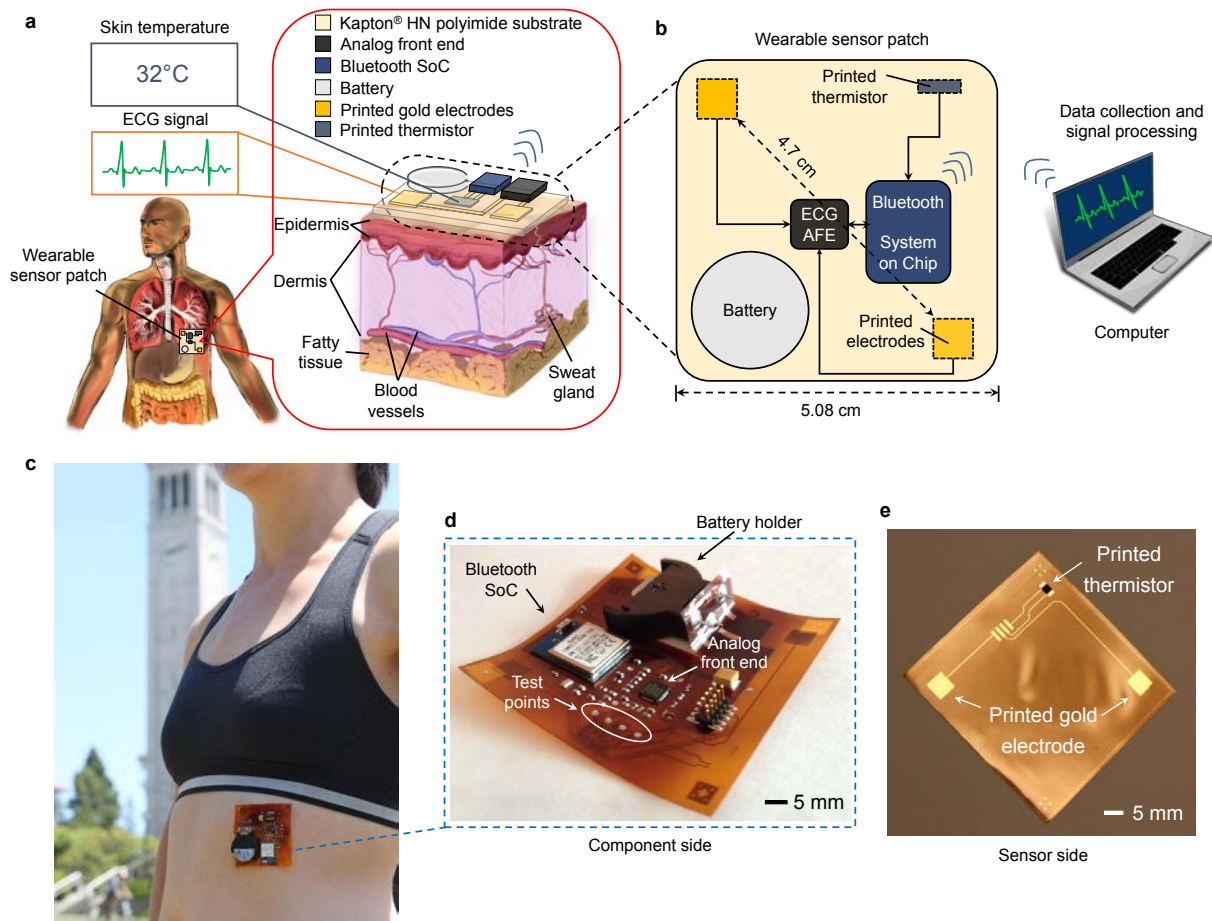 a
Skin temperature
32°C
ECG signal
Wearable
sensor patch
Kapton® HN polyimide substrate
Analog front end
Bluetooth SoC
Battery
Printed gold electrodes
Printed thermistor
Epidermis
Dermis
Fatty
tissue
Blood
vessels
Sweat
gland
b
Wearable sensor patch
Printed
thermistor
4.7 cm
ECG
AFE
Bluetooth
System
on Chip
Battery
Printed
electrodes
5.08 cm
Data collection and
signal processing
Computer
c
d
Battery holder
Bluetooth
SoC
Analog
front end
Test
points
5 mm
Component side
e
Printed
thermistor
Printed gold
electrode
5 mm
Sensor side